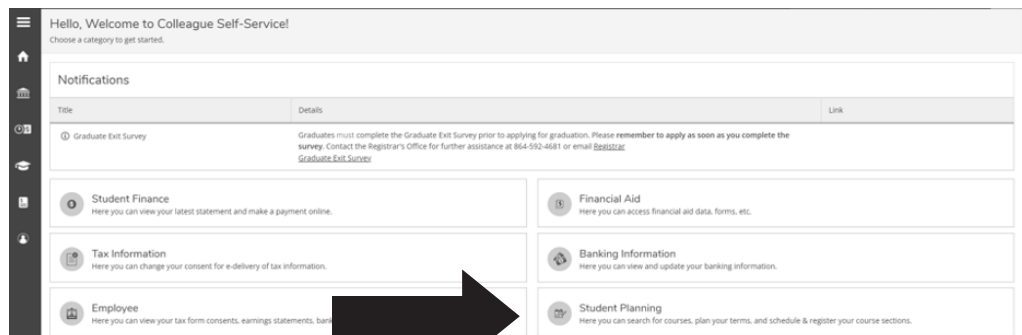 Hello, Welcome to Colleague Self-Service!
Choose a category to get started.
Notifications
Title Details Link
Graduate Exit Survey
Graduates must complete the Graduate Exit Survey prior to applying for graduation. Please remember to apply as soon as you complete the
survey. Contact the Registrar's Office for further assistance at 864-592-4681 or email Registrar
Graduate Exit Survey
Student Finance
Here you can view your latest statement and make a payment online.
Financial Aid
Here you can access financial aid data, forms, etc.
Tax Information
Here you can change your consent for e-delivery of tax information.
Banking Information
Here you can view and update your banking information.
Employee
Here you can view your tax form consents, earnings statements,
Student Planning
Here you can search for courses, plan your terms, and schedule & register your course sections.